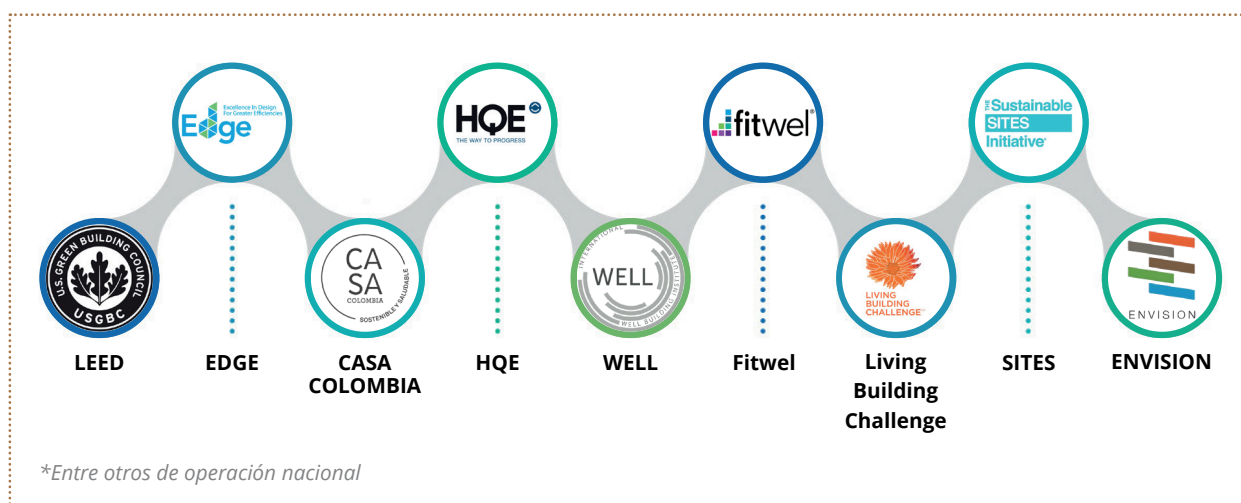 Edge
Excellence In Design
For Greater Efficiencies
HQE
THE WAY TO PROGRESS
fitwel®
THE Sustainable
SITES
Initiative®
U.S. GREEN BUILDING COUNCIL
USGBC
CA
SA
COLOMBIA
SOSTENIBLE Y SALUDABLE
INTERNATIONAL
WELL
WELL BUILDING INSTITUTE
LIVING
BUILDING
CHALLENGE
ENVISION
LEED
EDGE
CASA
COLOMBIA
HQE
WELL
Fitwel
Living
Building
Challenge
SITES
ENVISION
*Entre otros de operación nacional